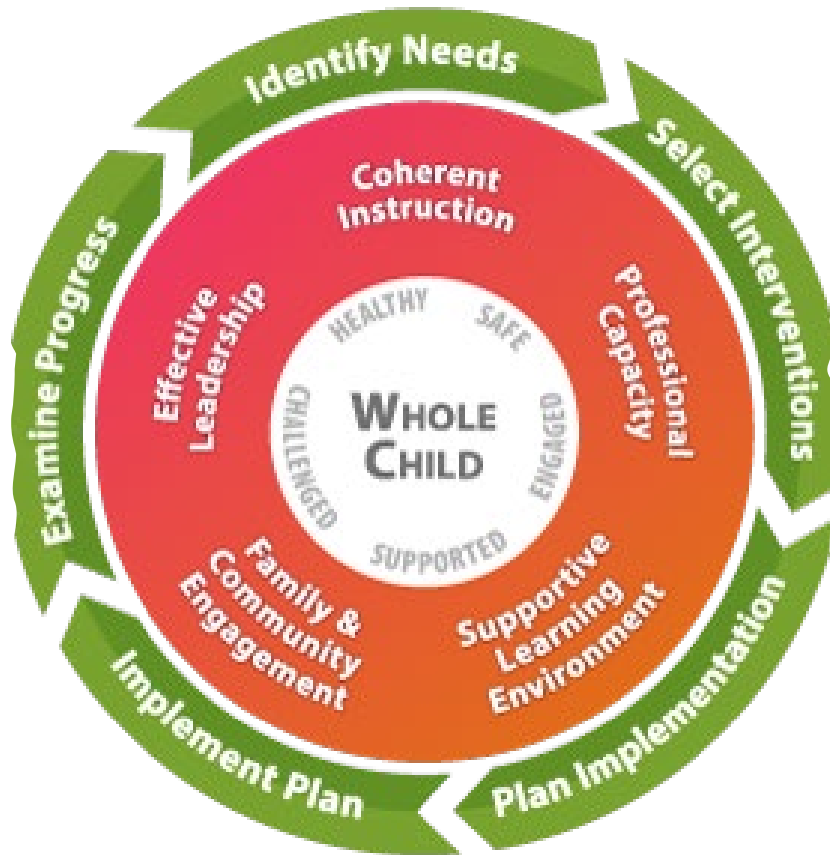 Identify Needs
Select Interventions
Plan Implementation
Implement Plan
Examine Progress
Coherent
Instruction
Professional
Capacity
Supportive
Learning
Environment
Family &
Community
Engagement
Effective
Leadership
HEALTHY
SAFE
ENGAGED
SUPPORTED
CHALLENGED
WHOLE
CHILD